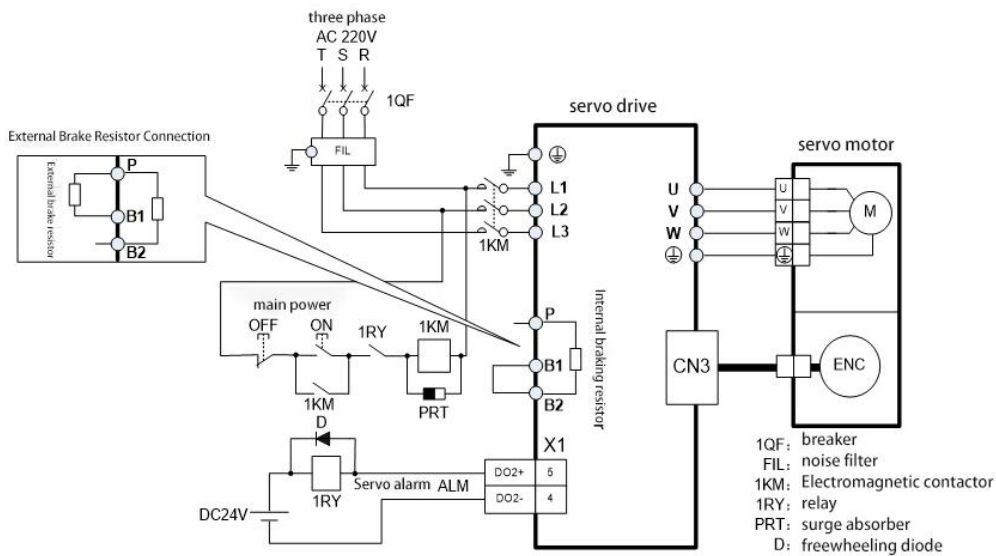 three phase
AC 220V
T S R
1QF
servo drive
External Brake Resistor Connection
FIL
servo motor
P
External brake resistor
B1
B2
L1
L2
L3
1KM
U
V
W
U
V
W
M
main power
OFF
ON
1RY
1KM
P
Internal braking resistor
B1
B2
CN3
ENC
1KM
PRT
D
X1
1RY
Servo alarm ALM
DO2+ 5
DO2- 4
DC24V
1QF: breaker
FIL: noise filter
1KM: Electromagnetic contactor
1RY: relay
PRT: surge absorber
D: freewheeling diode